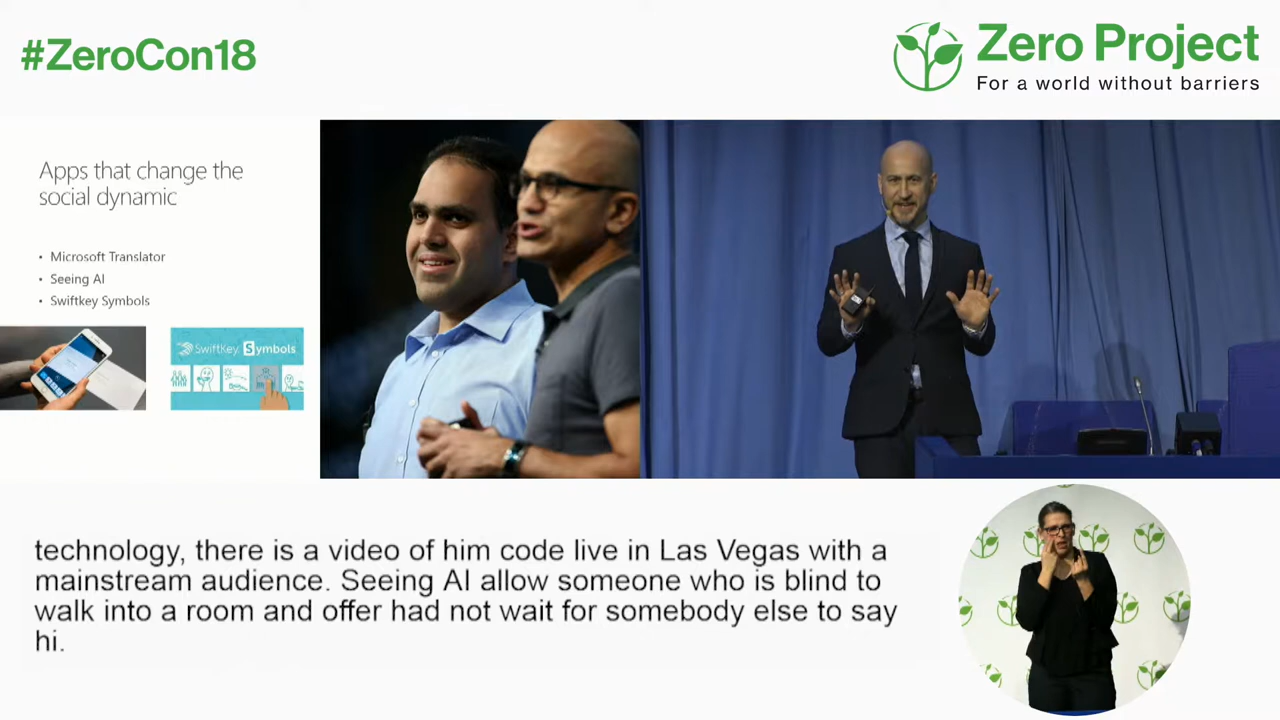 #ZeroCon18
Zero Project
For a world without barriers
Apps that change the
social dynamic
• Microsoft Translator
• Seeing AI
• Swiftkey Symbols
SwiftKey Symbols
technology, there is a video of him code live in Las Vegas with a
mainstream audience. Seeing AI allow someone who is blind to
walk into a room and offer had not wait for somebody else to say
hi.